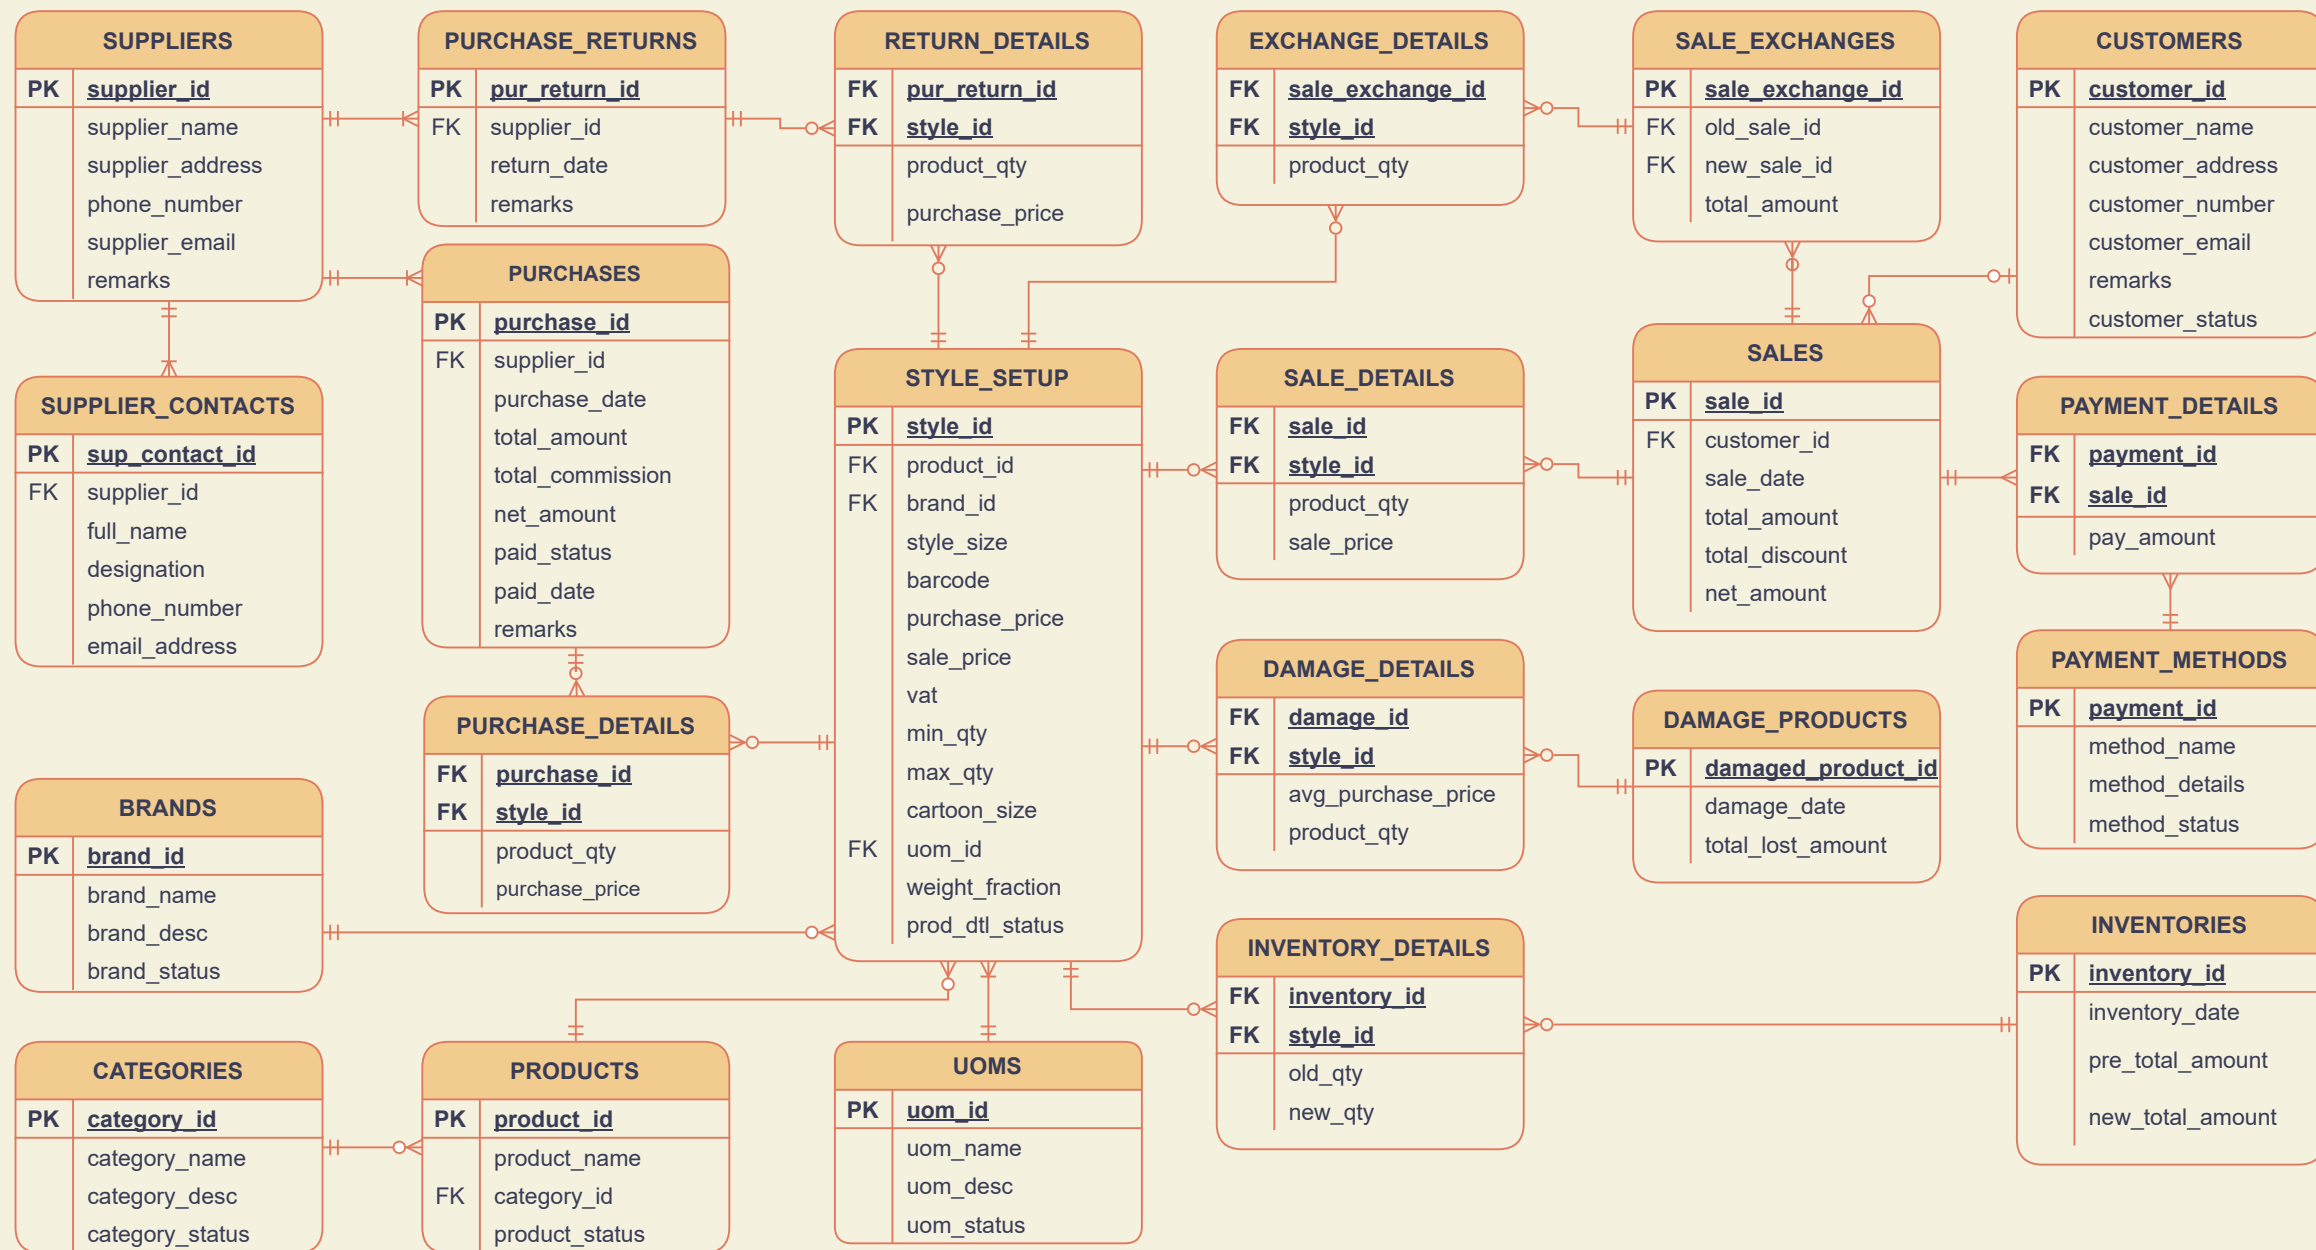 SUPPLIERS
PK supplier_id
supplier_name
supplier_address
phone_number
supplier_email
remarks
PURCHASE_RETURNS
PK pur_return_id
FK supplier_id
return_date
remarks
RETURN_DETAILS
FK pur_return_id
FK style_id
product_qty
purchase_price
EXCHANGE_DETAILS
FK sale_exchange_id
FK style_id
product_qty
SALE_EXCHANGES
PK sale_exchange_id
FK old_sale_id
FK new_sale_id
total_amount
CUSTOMERS
PK customer_id
customer_name
customer_address
customer_number
customer_email
remarks
customer_status
PURCHASES
PK purchase_id
FK supplier_id
purchase_date
total_amount
total_commission
net_amount
paid_status
paid_date
remarks
SUPPLIER_CONTACTS
PK sup_contact_id
FK supplier_id
full_name
designation
phone_number
email_address
STYLE_SETUP
PK style_id
FK product_id
FK brand_id
style_size
barcode
purchase_price
sale_price
vat
min_qty
max_qty
cartoon_size
FK uom_id
weight_fraction
prod_dtl_status
SALE_DETAILS
FK sale_id
FK style_id
product_qty
sale_price
SALES
PK sale_id
FK customer_id
sale_date
total_amount
total_discount
net_amount
PAYMENT_DETAILS
FK payment_id
FK sale_id
pay_amount
PURCHASE_DETAILS
FK purchase_id
FK style_id
product_qty
purchase_price
DAMAGE_DETAILS
FK damage_id
FK style_id
avg_purchase_price
product_qty
DAMAGE_PRODUCTS
PK damaged_product_id
damage_date
total_lost_amount
PAYMENT_METHODS
PK payment_id
method_name
method_details
method_status
BRANDS
PK brand_id
brand_name
brand_desc
brand_status
INVENTORY_DETAILS
FK inventory_id
FK style_id
old_qty
new_qty
INVENTORIES
PK inventory_id
inventory_date
pre_total_amount
new_total_amount
CATEGORIES
PK category_id
category_name
category_desc
category_status
PRODUCTS
PK product_id
product_name
FK category_id
product_status
UOMS
PK uom_id
uom_name
uom_desc
uom_status